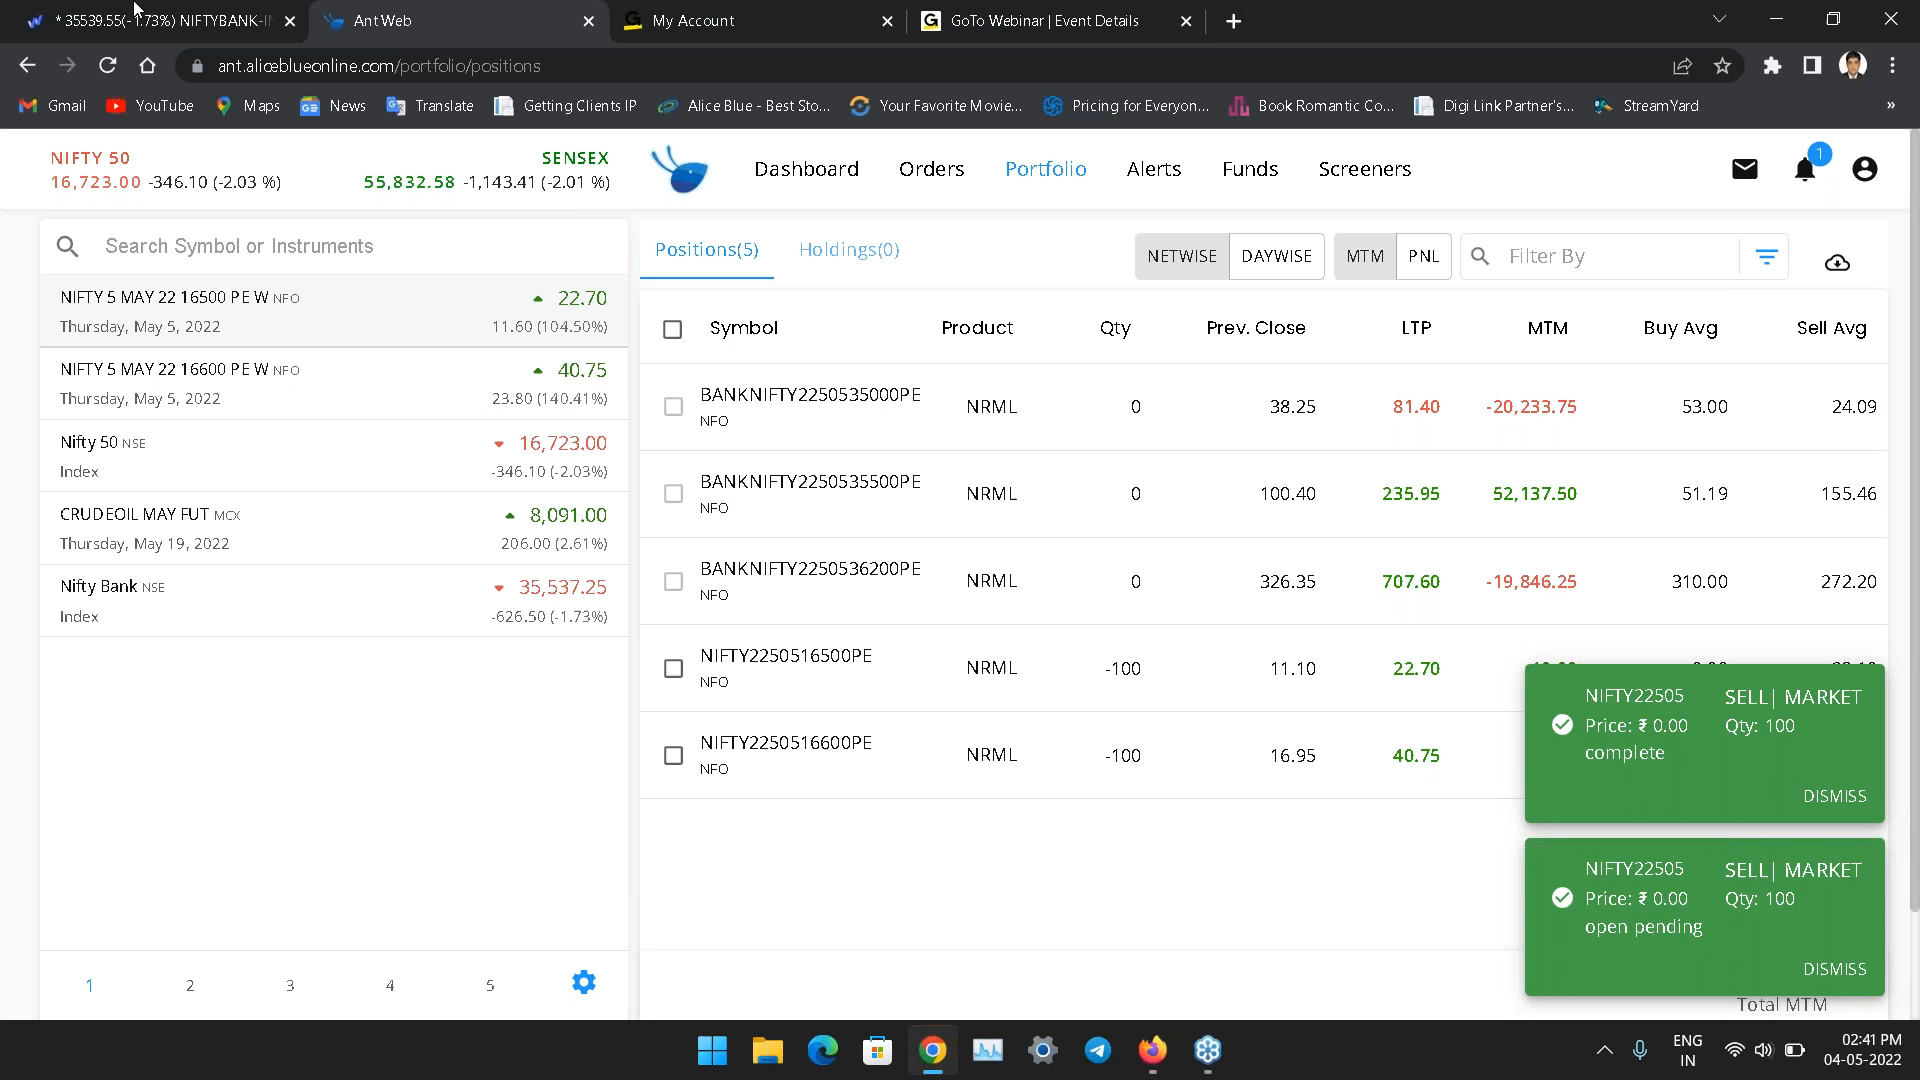 * 35539.55(-1.73%) NIFTYBANK-IN
Ant Web
My Account
GoTo Webinar | Event Details
ant.aliceblueonline.com/portfolio/positions
Gmail YouTube Maps News Translate Getting Clients IP Alice Blue - Best Sto... Your Favorite Movie... Pricing for Everyon... Book Romantic Co... Digi Link Partner's... StreamYard »
NIFTY 50
16,723.00 -346.10 (-2.03 %)
SENSEX
55,832.58 -1,143.41 (-2.01 %)
Dashboard Orders Portfolio Alerts Funds Screeners
1
Search Symbol or Instruments
NIFTY 5 MAY 22 16500 PE W NFO 22.70
Thursday, May 5, 2022 11.60 (104.50%)
NIFTY 5 MAY 22 16600 PE W NFO 40.75
Thursday, May 5, 2022 23.80 (140.41%)
Nifty 50 NSE 16,723.00
Index -346.10 (-2.03%)
CRUDEOIL MAY FUT MCX 8,091.00
Thursday, May 19, 2022 206.00 (2.61%)
Nifty Bank NSE 35,537.25
Index -626.50 (-1.73%)
1 2 3 4 5
Positions(5) Holdings(0) NETWISE DAYWISE MTM PNL Filter By
Symbol Product Qty Prev. Close LTP MTM Buy Avg Sell Avg
BANKNIFTY2250535000PE NRML 0 38.25 81.40 -20,233.75 53.00 24.09
NFO
BANKNIFTY2250535500PE NRML 0 100.40 235.95 52,137.50 51.19 155.46
NFO
BANKNIFTY2250536200PE NRML 0 326.35 707.60 -19,846.25 310.00 272.20
NFO
NIFTY2250516500PE NRML -100 11.10 22.70
NFO
NIFTY2250516600PE NRML -100 16.95 40.75
NFO
NIFTY22505 SELL| MARKET
Price: ₹ 0.00 Qty: 100
complete
DISMISS
NIFTY22505 SELL| MARKET
Price: ₹ 0.00 Qty: 100
open pending
DISMISS
Total MTM
ENG
IN
02:41 PM
04-05-2022